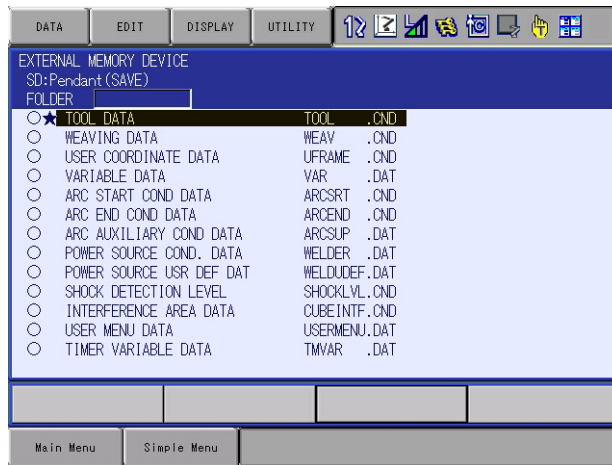 DATA EDIT DISPLAY UTILITY
EXTERNAL MEMORY DEVICE
SD:Pendant(SAVE)
FOLDER
TOOL DATA TOOL .CND
WEAVING DATA WEAV .CND
USER COORDINATE DATA UFRAME .CND
VARIABLE DATA VAR .DAT
ARC START COND DATA ARCSRT .CND
ARC END COND DATA ARCEND .CND
ARC AUXILIARY COND DATA ARCSUP .DAT
POWER SOURCE COND. DATA WELDER .DAT
POWER SOURCE USR DEF DAT WELDUDEF.DAT
SHOCK DETECTION LEVEL SHOCKLVL.CND
INTERFERENCE AREA DATA CUBEINTF.CND
USER MENU DATA USERMENU.DAT
TIMER VARIABLE DATA TMVAR .DAT
Main Menu Simple Menu